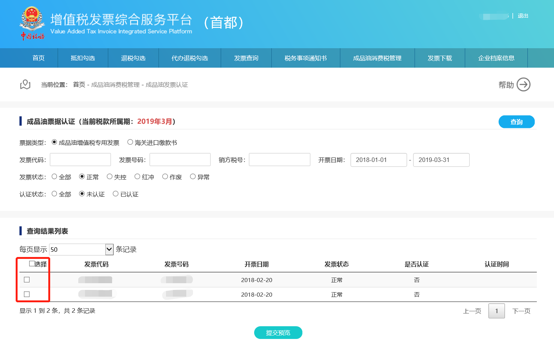 增值税发票综合服务平台 （首都）
Value Added Tax Invoice Integrated Service Platform
中国税务
| 退出
首页 抵扣勾选 退税勾选 代办退税勾选 发票查询 税务事项通知书 成品油消费税管理 发票下载 企业档案信息
当前位置： 首页 - 成品油消费税管理 - 成品油发票认证 帮助
成品油票据认证（当前税款所属期：2019年3月） 查询
票据类型： 成品油增值税专用发票 海关进口缴款书
发票代码： 发票号码： 销方税号： 开票日期： 2018-01-01 - 2019-03-31
发票状态： 全部 正常 失控 红冲 作废 异常
认证状态： 全部 未认证 已认证
查询结果列表
每页显示 50 条记录
选择 发票代码 发票号码 开票日期 发票状态 是否认证 认证时间
2018-02-20 正常 否
2018-02-20 正常 否
显示 1 到 2 条，共 2 条记录 上一页 1 下一页
提交预览